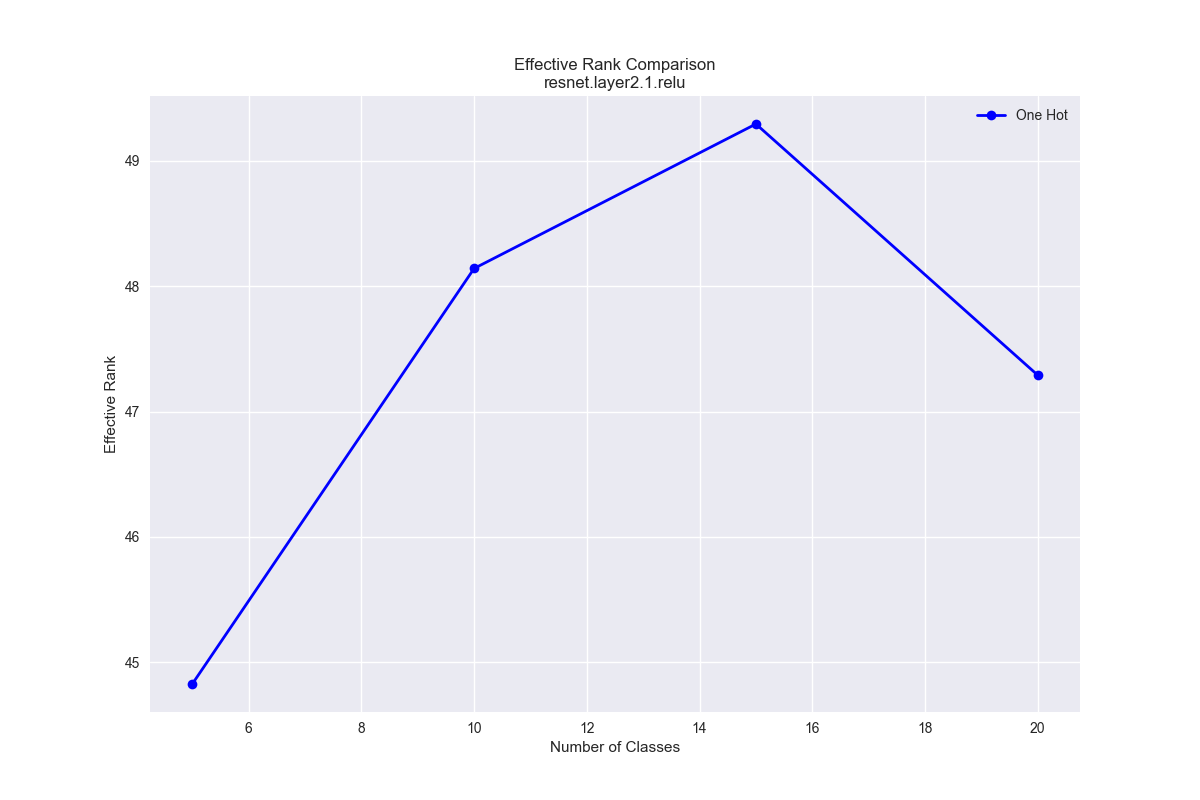 Effective Rank Comparison
resnet.layer2.1.relu
One Hot
49
48
47
46
45
Effective Rank
6 8 10 12 14 16 18 20
Number of Classes